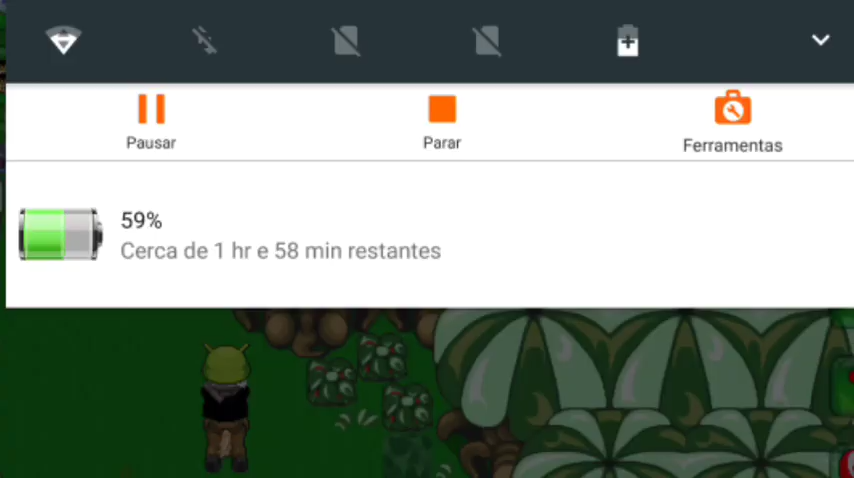 Pausar
Parar
Ferramentas
59%
Cerca de 1 hr e 58 min restantes